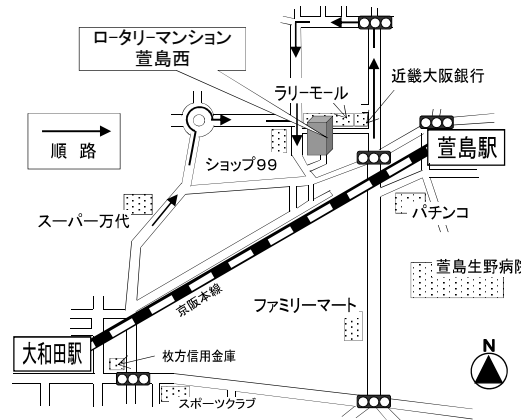 ロータリーマンション
萱島西
近畿大阪銀行
ラリーモール
順 路
ショップ99
萱島駅
スーパー万代
パチンコ
萱島生野病院
京阪本線
ファミリーマート
大和田駅
枚方信用金庫
スポーツクラブ
N